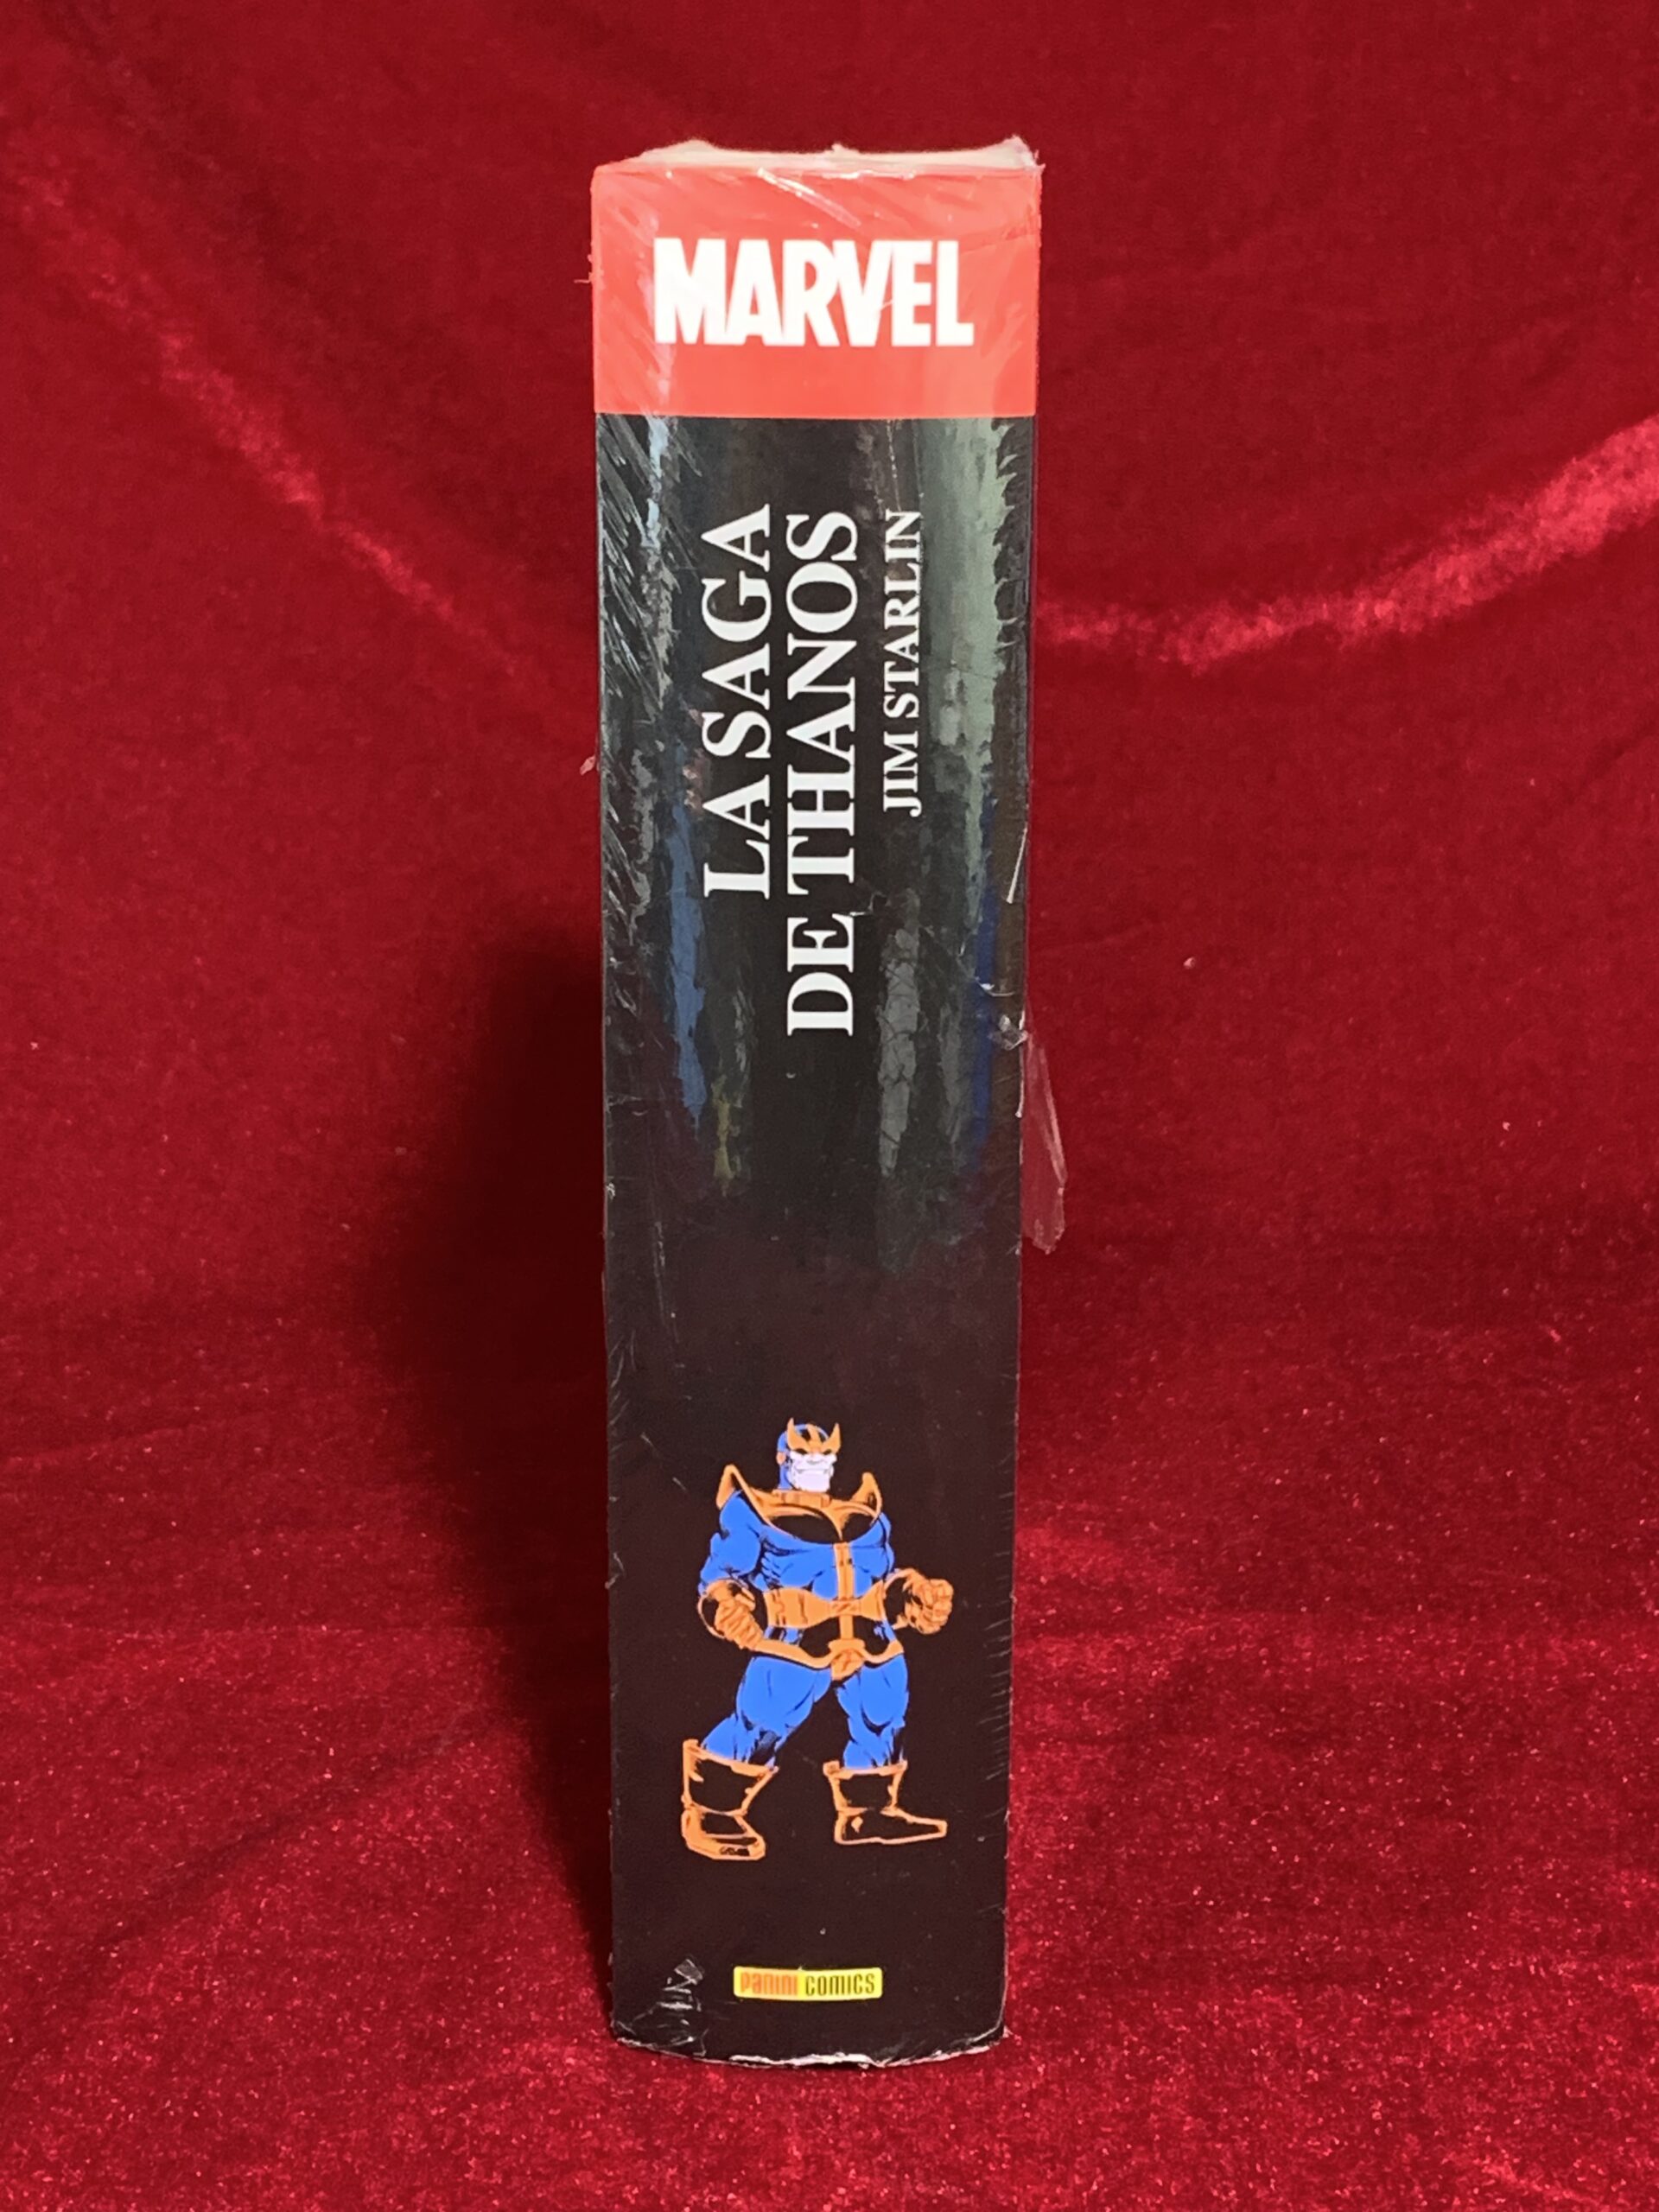 MARVEL
LA SAGA
DE THANOS
JIM STARLIN
PANINI COMICS